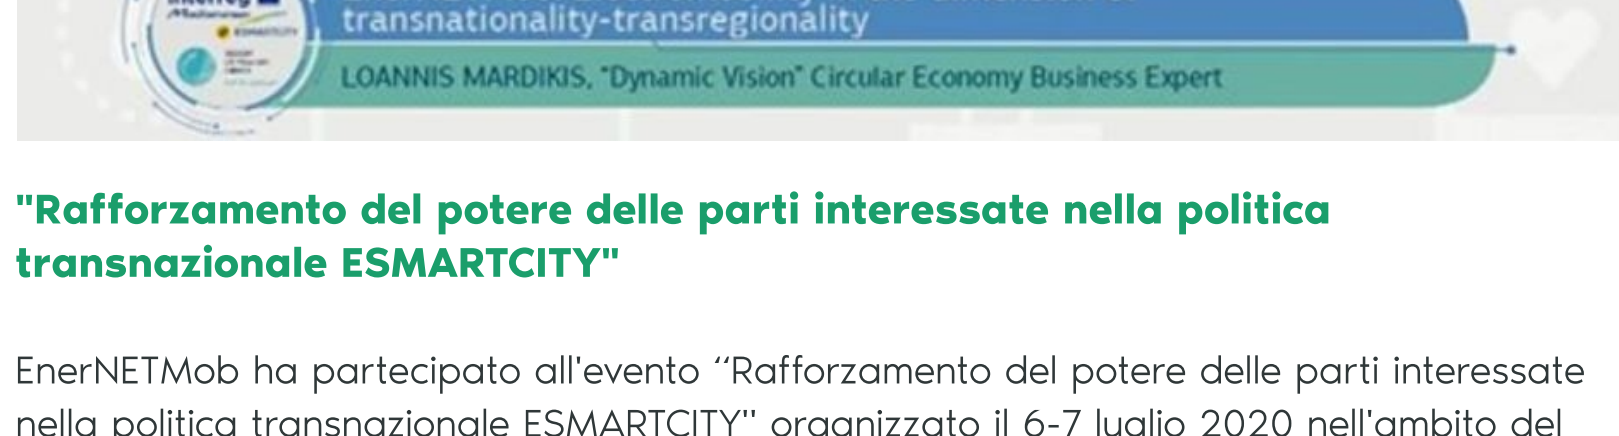 transnationality-transregionality
LOANNIS MARDIKIS, "Dynamic Vision" Circular Economy Business Expert
"Rafforzamento del potere delle parti interessate nella politica
transnazionale ESMARTCITY"
EnerNETMob ha partecipato all'evento “Rafforzamento del potere delle parti interessate
nella politica transnazionale ESMARTCITY" organizzato il 6-7 luglio 2020 nell'ambito del